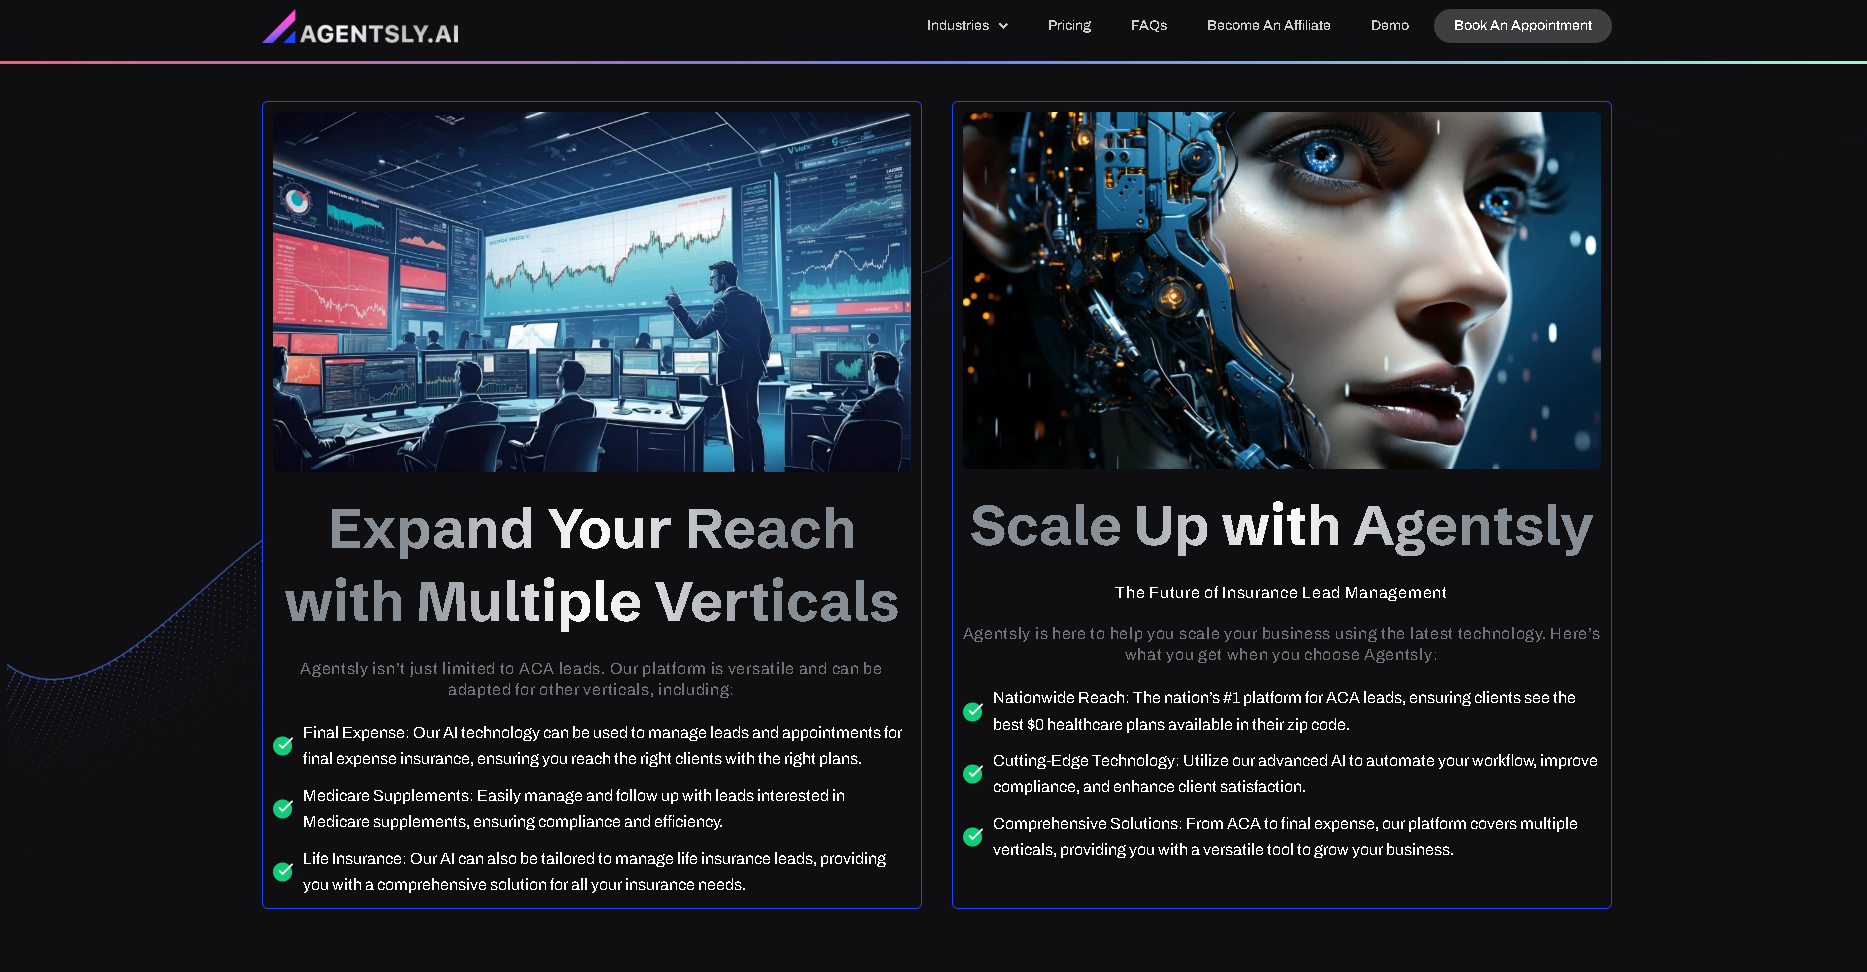 AGENTSLY.AI
Industries
Pricing
FAQs
Become An Affiliate
Demo
Book An Appointment
Expand Your Reach
with Multiple Verticals
Agentsly isn’t just limited to ACA leads. Our platform is versatile and can be
adapted for other verticals, including:
Final Expense: Our AI technology can be used to manage leads and appointments for
final expense insurance, ensuring you reach the right clients with the right plans.
Medicare Supplements: Easily manage and follow up with leads interested in
Medicare supplements, ensuring compliance and efficiency.
Life Insurance: Our AI can also be tailored to manage life insurance leads, providing
you with a comprehensive solution for all your insurance needs.
Scale Up with Agentsly
The Future of Insurance Lead Management
Agentsly is here to help you scale your business using the latest technology. Here’s
what you get when you choose Agentsly:
Nationwide Reach: The nation’s #1 platform for ACA leads, ensuring clients see the
best $0 healthcare plans available in their zip code.
Cutting-Edge Technology: Utilize our advanced AI to automate your workflow, improve
compliance, and enhance client satisfaction.
Comprehensive Solutions: From ACA to final expense, our platform covers multiple
verticals, providing you with a versatile tool to grow your business.